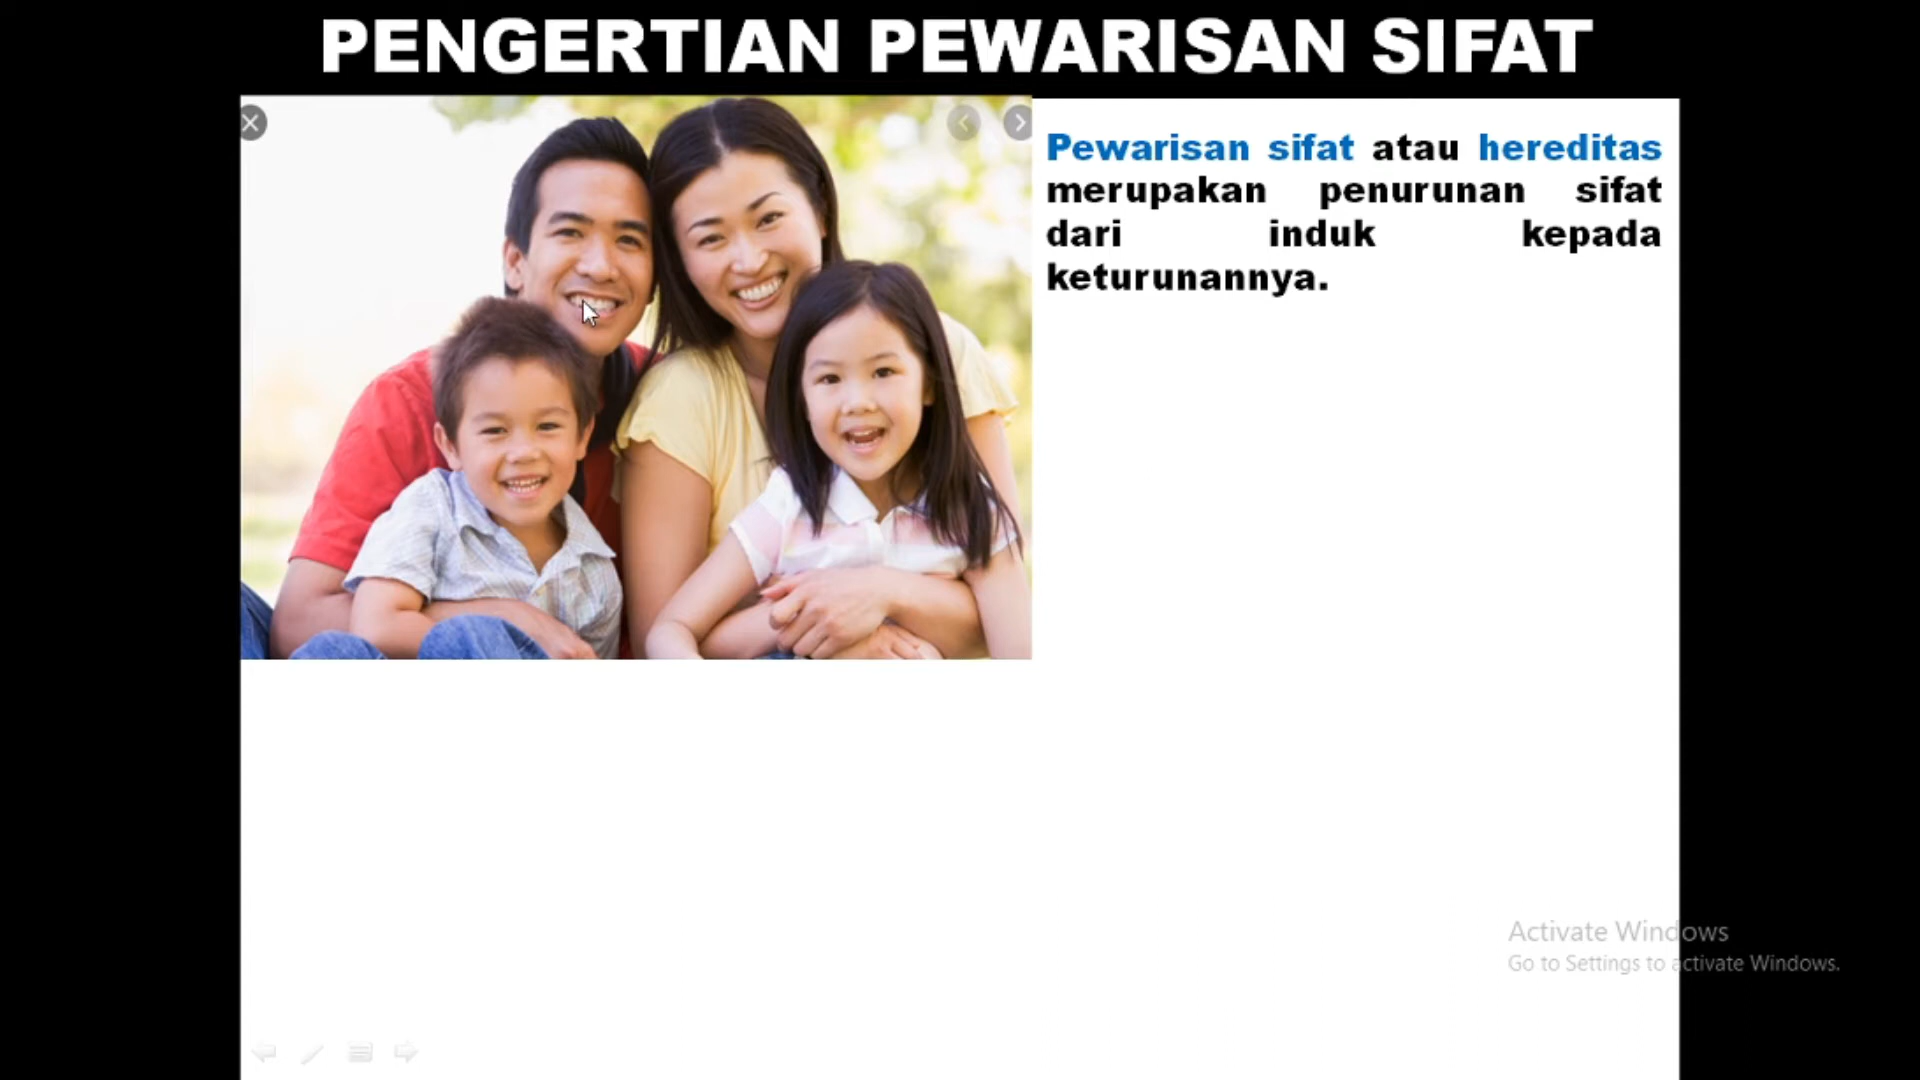 PENGERTIAN PEWARISAN SIFAT
Pewarisan sifat atau hereditas
merupakan penurunan sifat
dari induk kepada
keturunannya.
Activate Windows
Go to Settings to activate Windows.